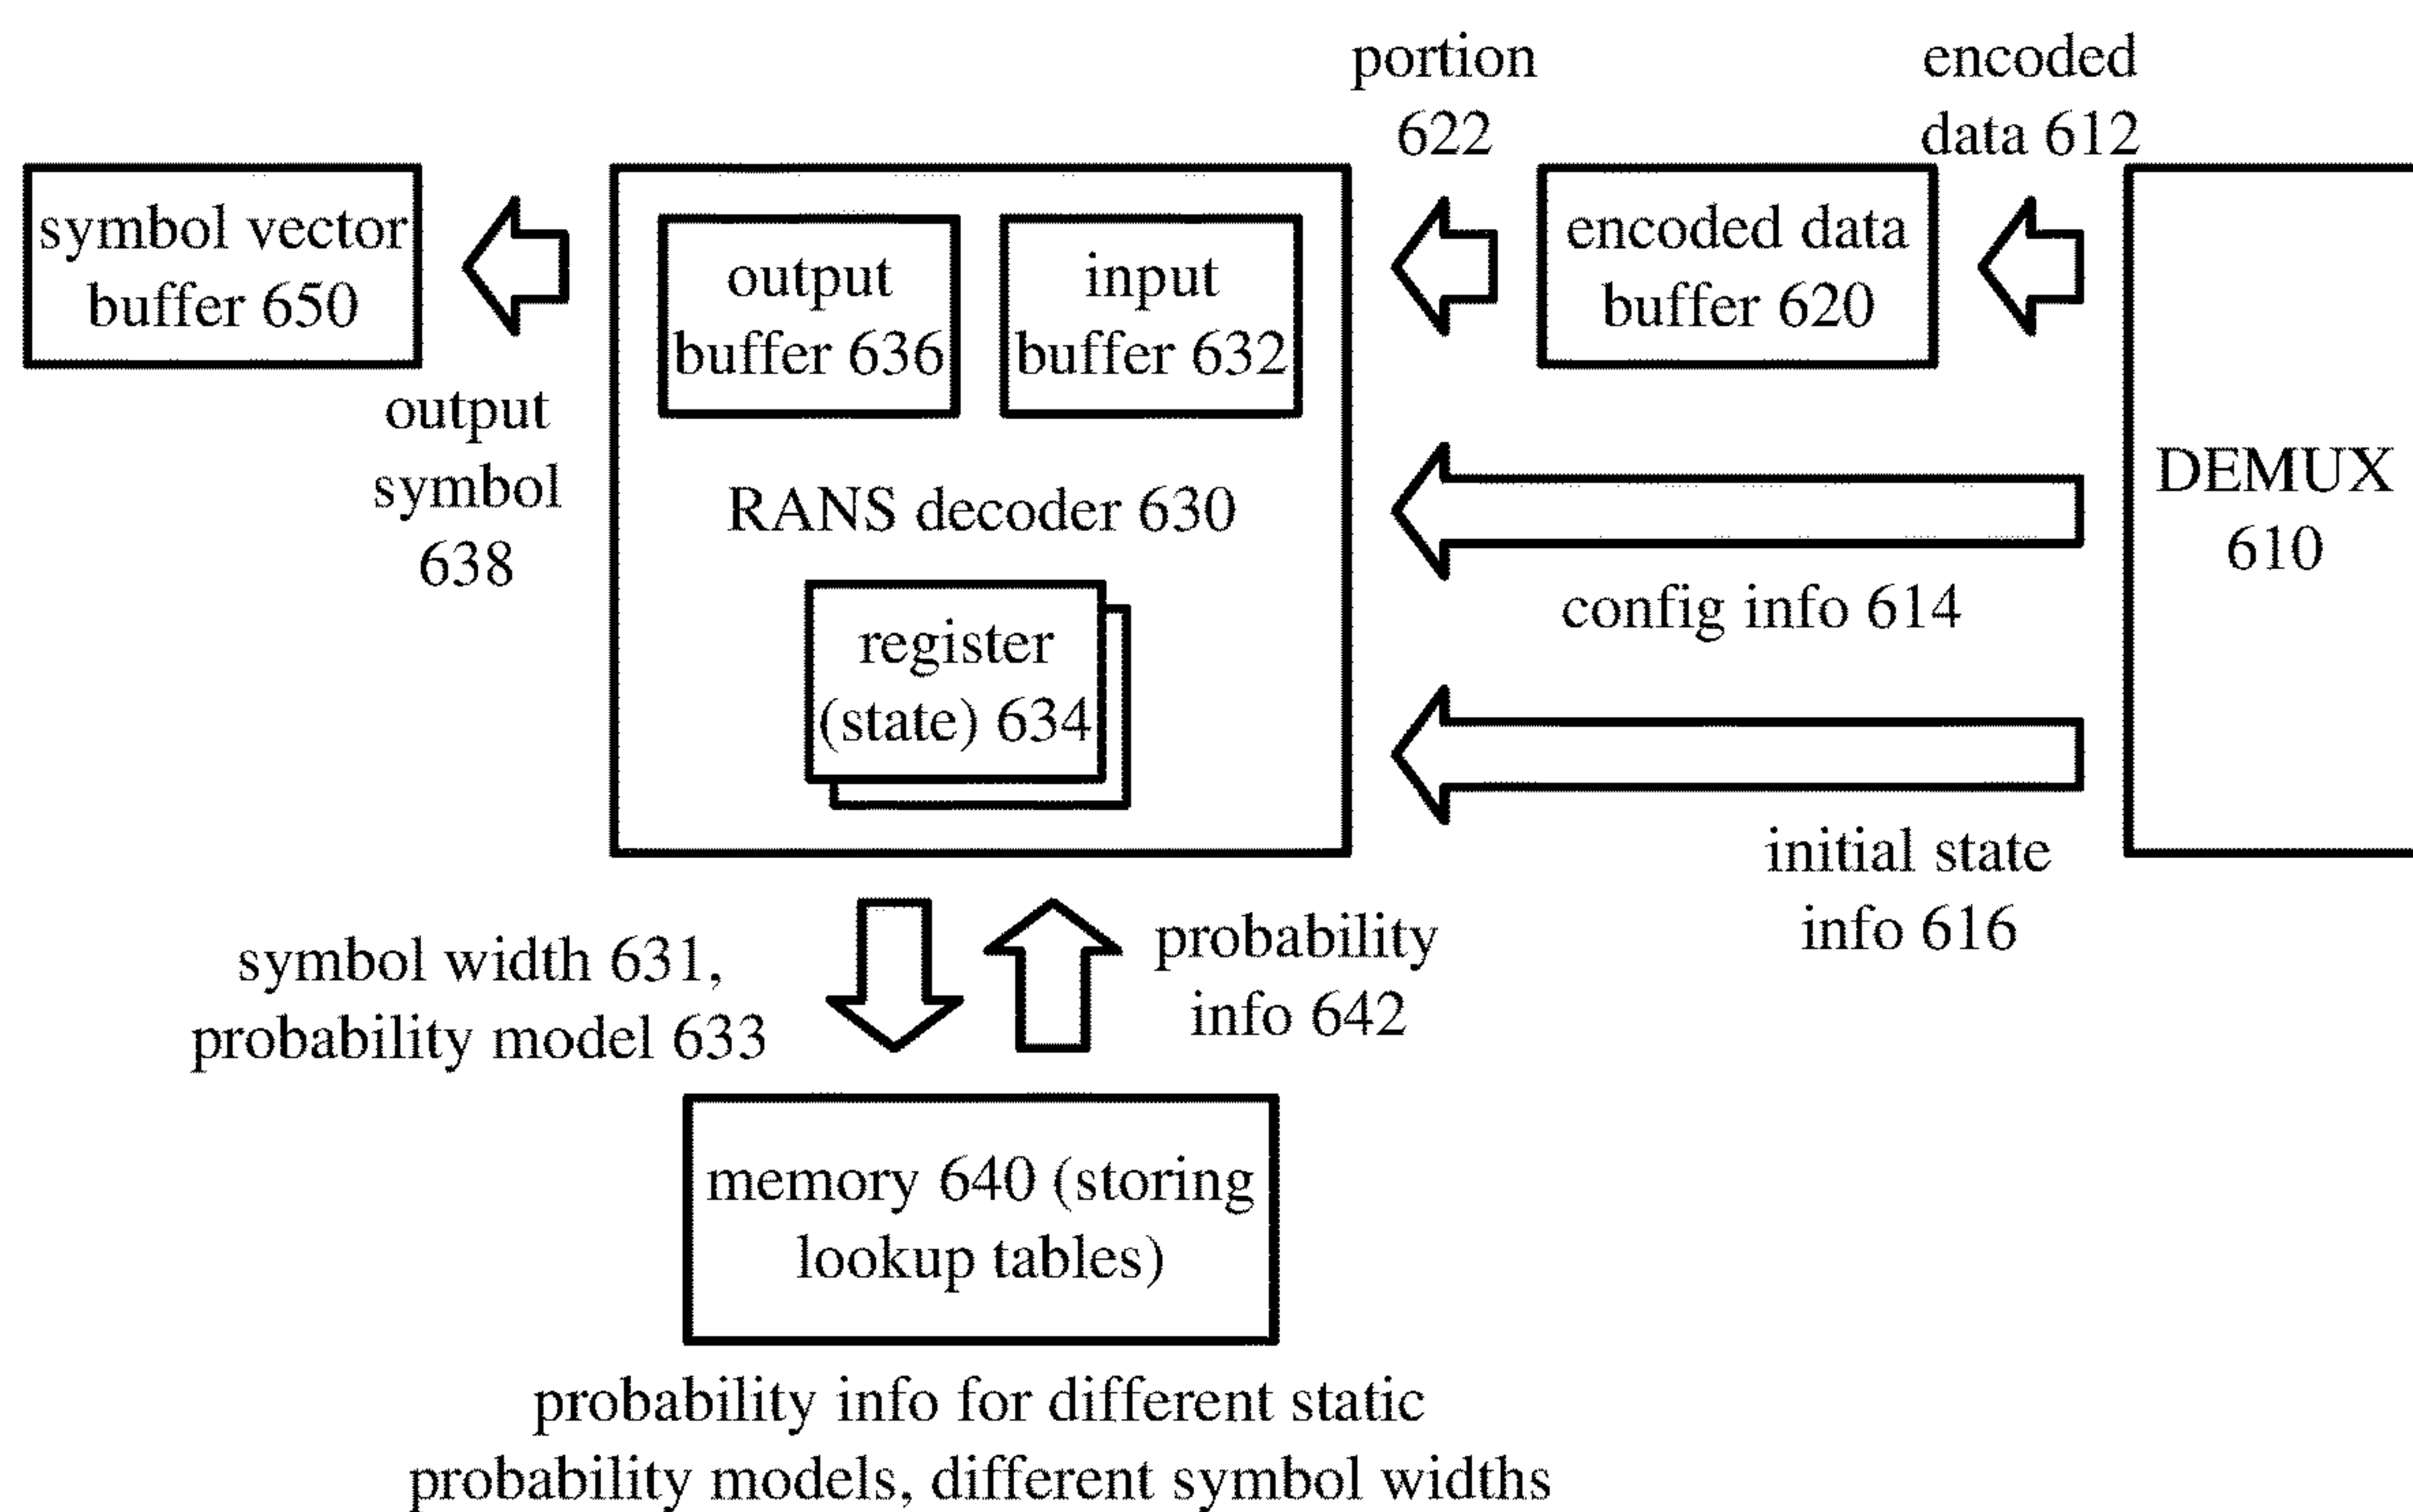 portion
622
encoded
data 612
symbol vector
buffer 650
output
buffer 636
input
buffer 632
encoded data
buffer 620
output
symbol
638
RANS decoder 630
DEMUX
610
config info 614
register
(state) 634
initial state
info 616
symbol width 631,
probability model 633
probability
info 642
memory 640 (storing
lookup tables)
probability info for different static
probability models, different symbol widths